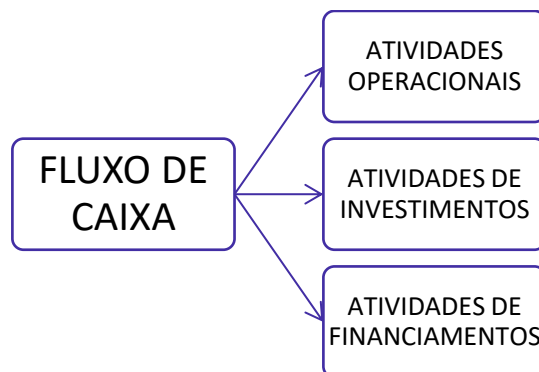 FLUXO DE
CAIXA
ATIVIDADES
OPERACIONAIS
ATIVIDADES DE
INVESTIMENTOS
ATIVIDADES DE
FINANCIAMENTOS